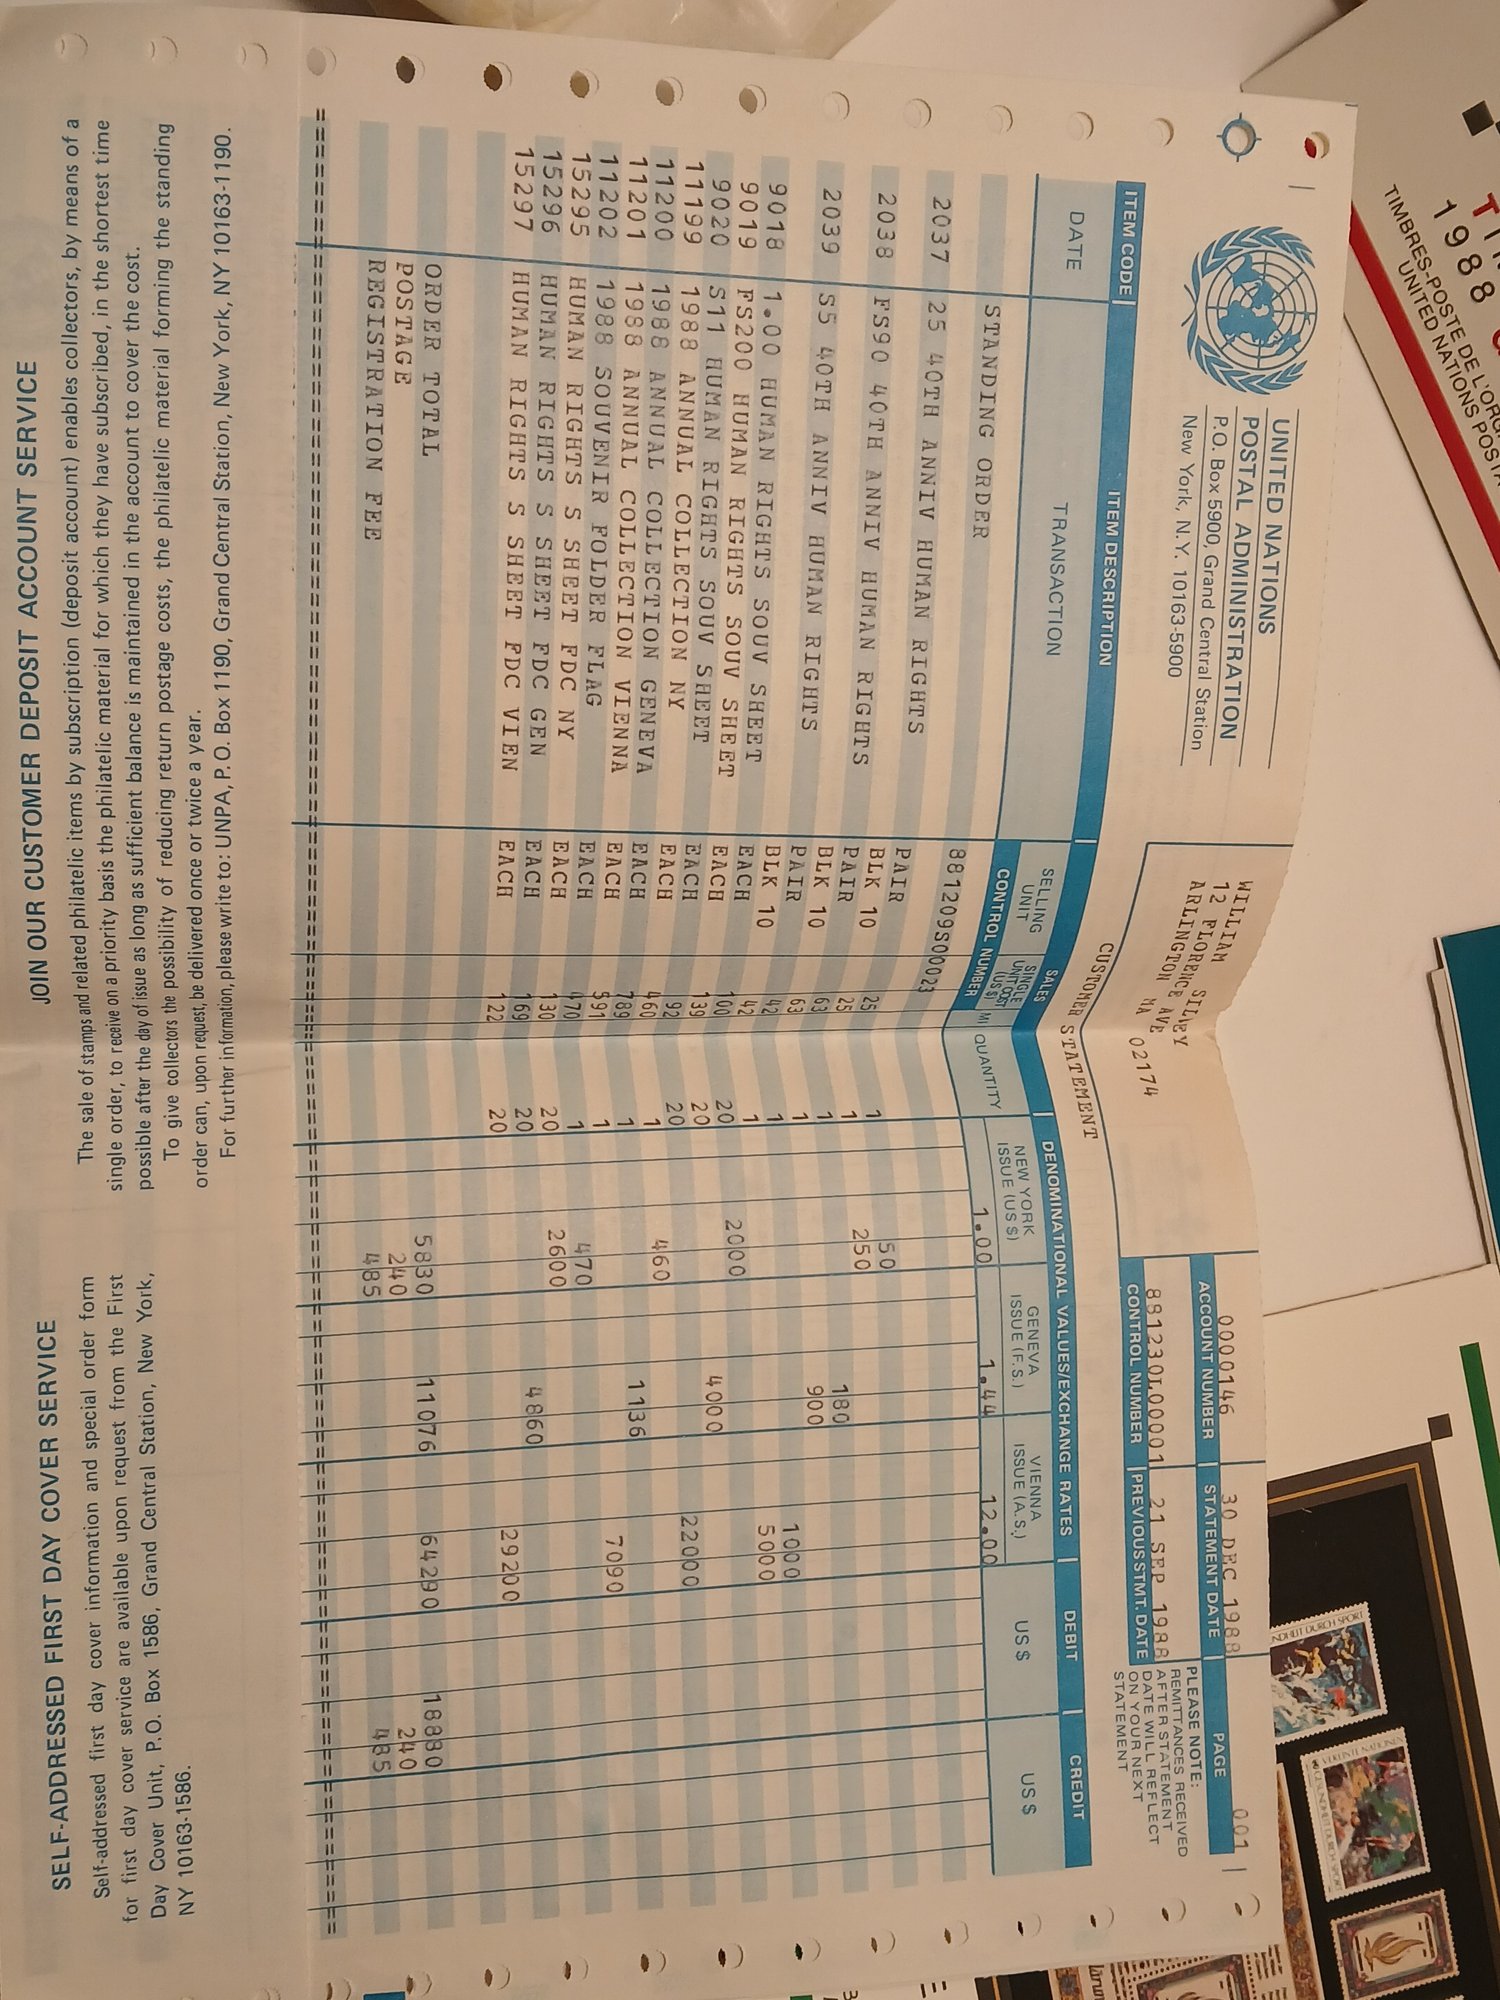 UNITED NATIONS
POSTAL ADMINISTRATION
P.O. Box 5900, Grand Central Station
New York, N.Y. 10163-5900
WILLIAM SILVEY
12 FLORENCE AVE
ARLINGTON MA 02174
0000146 30 DEC 1988 001
ACCOUNT NUMBER STATEMENT DATE PAGE
881230L00001 21 SEP 1988
CONTROL NUMBER PREVIOUS STMT. DATE
PLEASE NOTE:
REMITTANCES RECEIVED
AFTER STATEMENT
DATE WILL REFLECT
ON YOUR NEXT
STATEMENT
CUSTOMER STATEMENT
ITEM CODE ITEM DESCRIPTION SALES DENOMINATIONAL VALUES/EXCHANGE RATES DEBIT CREDIT
DATE TRANSACTION SELLING UNIT SINGLE UNIT COST (US $) QUANTITY NEW YORK ISSUE (US $) GENEVA ISSUE (F.S.) VIENNA ISSUE (A.S.) US $ US $
CONTROL NUMBER 1.00 1.44 12.00
STANDING ORDER 881209S00023
2037 25 40TH ANNIV HUMAN RIGHTS PAIR 25 1 50
BLK 10 25 1 250
2038 FS90 40TH ANNIV HUMAN RIGHTS PAIR 63 1 180
BLK 10 63 1 900
2039 S5 40TH ANNIV HUMAN RIGHTS PAIR 42 1 1000
BLK 10 42 1 5000
9018 1.00 HUMAN RIGHTS SOUV SHEET EACH 100 20 2000
9019 FS200 HUMAN RIGHTS SOUV SHEET EACH 139 20 4000
9020 S11 HUMAN RIGHTS SOUV SHEET EACH 92 20 22000
11199 1988 ANNUAL COLLECTION NY EACH 460 1 460
11200 1988 ANNUAL COLLECTION GENEVA EACH 789 1 1136
11201 1988 ANNUAL COLLECTION VIENNA EACH 591 1 7090
11202 1988 SOUVENIR FOLDER FLAG EACH 470 1 470
15295 HUMAN RIGHTS S SHEET FDC NY EACH 130 20 2600
15296 HUMAN RIGHTS S SHEET FDC GEN EACH 169 20 4860
15297 HUMAN RIGHTS S SHEET FDC VIEN EACH 122 20 29200
ORDER TOTAL 5830 11076 64290 18880
POSTAGE 240 240
REGISTRATION FEE 485 485
JOIN OUR CUSTOMER DEPOSIT ACCOUNT SERVICE
The sale of stamps and related philatelic items by subscription (deposit account) enables collectors, by means of a
single order, to receive on a priority basis the philatelic material for which they have subscribed, in the shortest time
possible after the day of issue as long as sufficient balance is maintained in the account to cover the cost.
To give collectors the possibility of reducing return postage costs, the philatelic material forming the standing
order can, upon request, be delivered once or twice a year.
For further information, please write to: UNPA, P.O. Box 1190, Grand Central Station, New York, NY 10163-1190.
SELF-ADDRESSED FIRST DAY COVER SERVICE
Self-addressed first day cover information and special order form
for first day cover service are available upon request from the First
Day Cover Unit, P.O. Box 1586, Grand Central Station, New York,
NY 10163-1586.
1988
TIMBRES-POSTE DE L'ORG
UNITED NATIONS POSTA
NDHEIT DURCH SPORT
VEREINTE NATIONEN
GESUNDHEIT DURCH SPORT